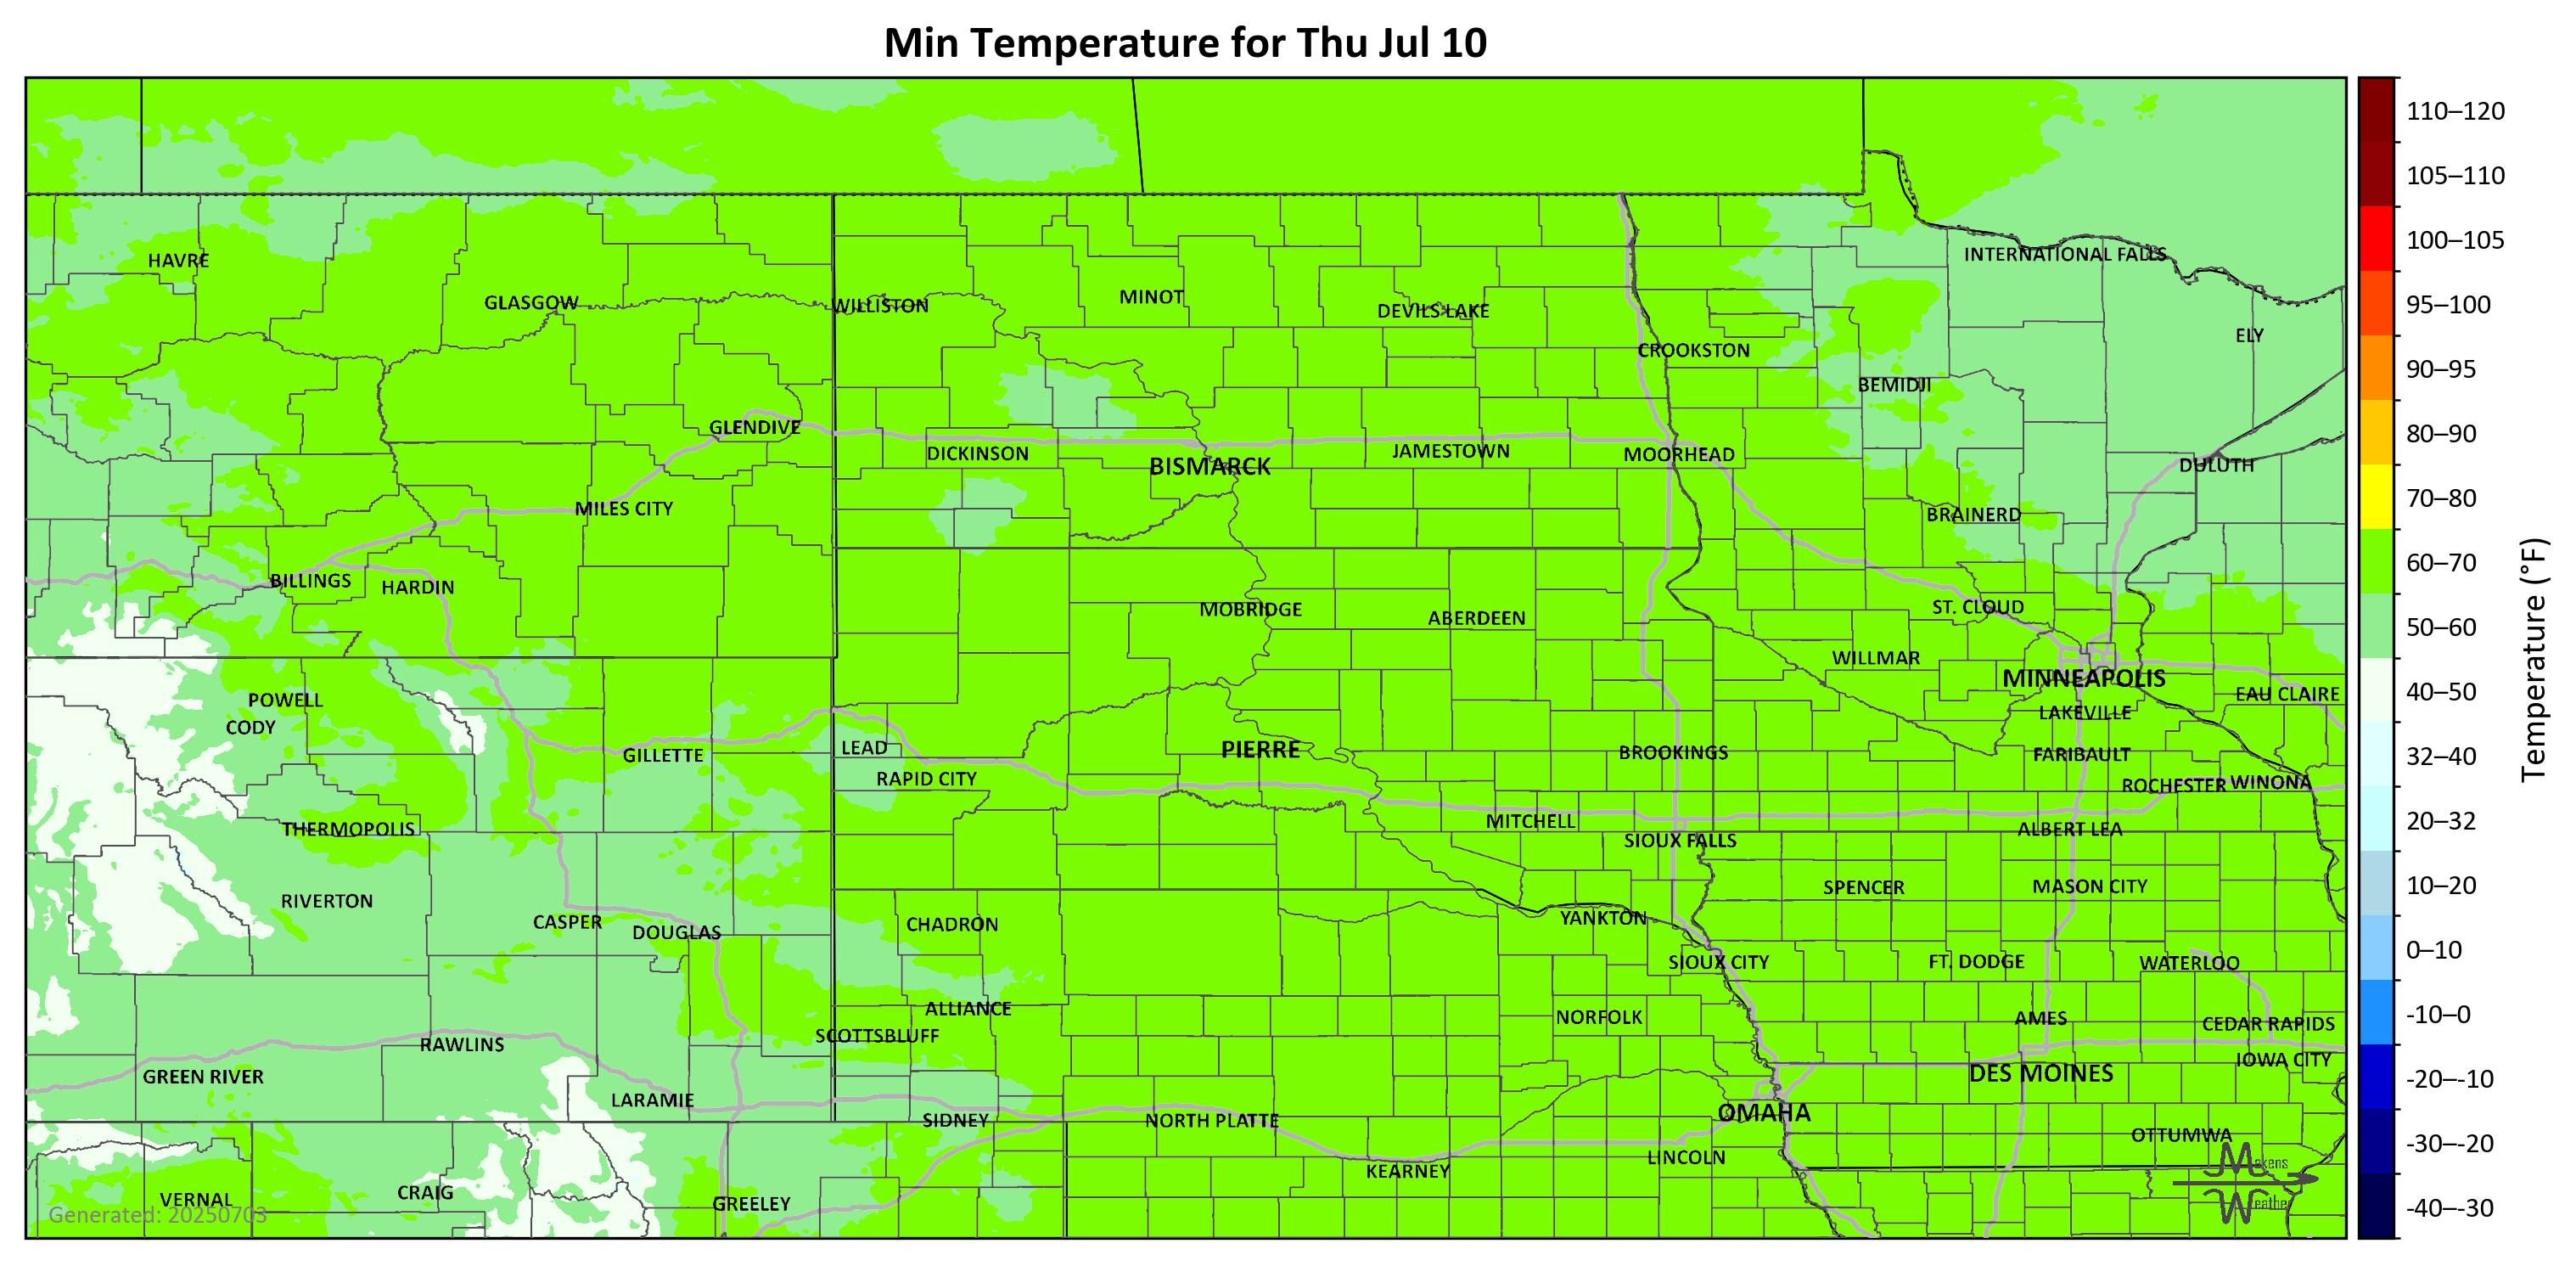 Min Temperature for Thu Jul 10
110–120
105–110
100–105
95–100
90–95
80–90
70–80
60–70
50–60
40–50
32–40
20–32
10–20
0–10
-10–0
-20–-10
-30–-20
-40–-30
Temperature (°F)
HAVRE
INTERNATIONAL FALLS
GLASGOW
WILLISTON
MINOT
DEVILS LAKE
ELY
CROOKSTON
BEMIDJI
GLENDIVE
DICKINSON
BISMARCK
JAMESTOWN
MOORHEAD
DULUTH
MILES CITY
BRAINERD
BILLINGS
HARDIN
MOBRIDGE
ABERDEEN
ST. CLOUD
WILLMAR
MINNEAPOLIS
POWELL
EAU CLAIRE
CODY
LAKEVILLE
GILLETTE
LEAD
PIERRE
BROOKINGS
FARIBAULT
RAPID CITY
ROCHESTER
WINONA
THERMOPOLIS
MITCHELL
ALBERT LEA
SIOUX FALLS
RIVERTON
SPENCER
MASON CITY
CASPER
DOUGLAS
CHADRON
YANKTON
SIOUX CITY
FT. DODGE
WATERLOO
ALLIANCE
NORFOLK
AMES
CEDAR RAPIDS
SCOTTSBLUFF
RAWLINS
IOWA CITY
GREEN RIVER
DES MOINES
LARAMIE
OMAHA
SIDNEY
NORTH PLATTE
OTTUMWA
LINCOLN
KEARNEY
VERNAL
CRAIG
GREELEY
Generated: 20250703
Makens
Weather